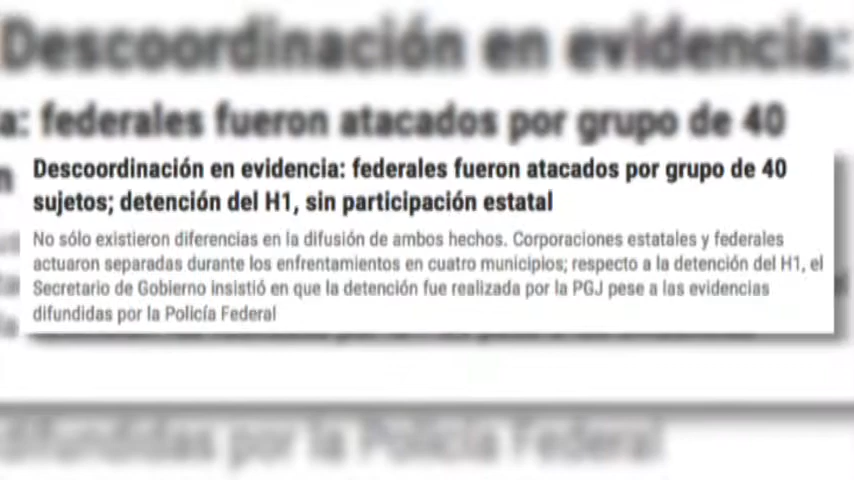 Descoordinación en evidencia:
a: federales fueron atacados por grupo de 40
Descoordinación en evidencia: federales fueron atacados por grupo de 40
sujetos; detención del H1, sin participación estatal
No sólo existieron diferencias en la difusión de ambos hechos. Corporaciones estatales y federales
actuaron separadas durante los enfrentamientos en cuatro municipios; respecto a la detención del H1, el
Secretario de Gobierno insistió en que la detención fue realizada por la PGJ pese a las evidencias
difundidas por la Policía Federal
difundidas por la Policía Federal